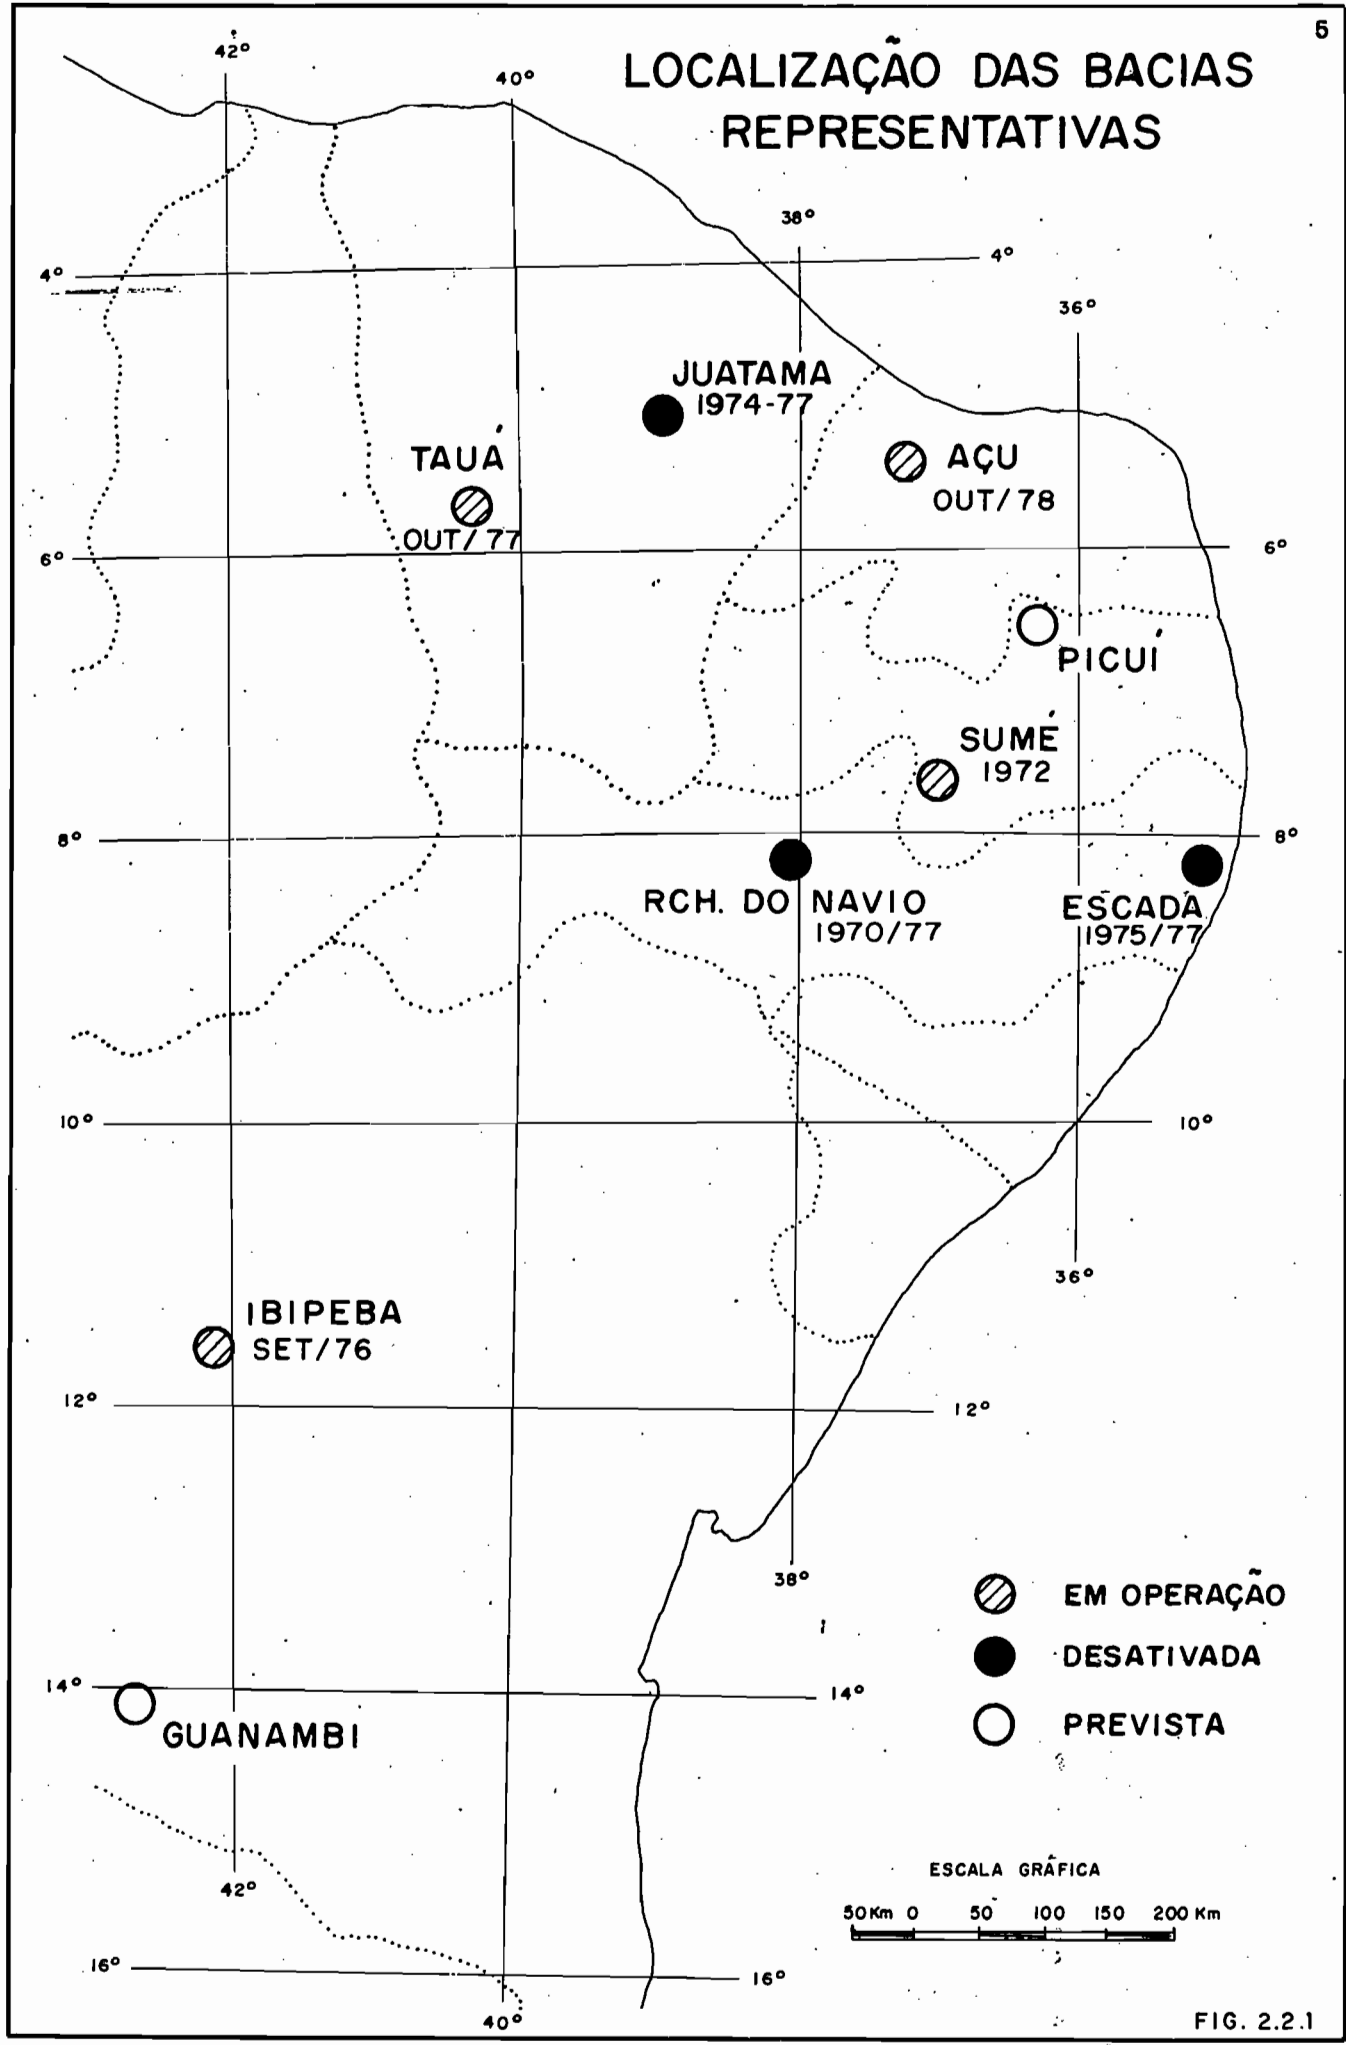 5
LOCALIZAÇÃO DAS BACIAS
REPRESENTATIVAS
42°
40°
38°
4°
4°
36°
JUATAMA
1974-77
TAUÁ
OUT/77
AÇU
OUT/78
6°
6°
PICUÍ
SUMÉ
1972
8°
8°
RCH. DO NAVIO
1970/77
ESCADA
1975/77
10°
10°
36°
IBIPEBA
SET/76
12°
12°
38°
EM OPERAÇÃO
DESATIVADA
PREVISTA
14°
14°
GUANAMBI
42°
ESCALA GRÁFICA
50Km 0 50 100 150 200 Km
16°
16°
40°
FIG. 2.2.1